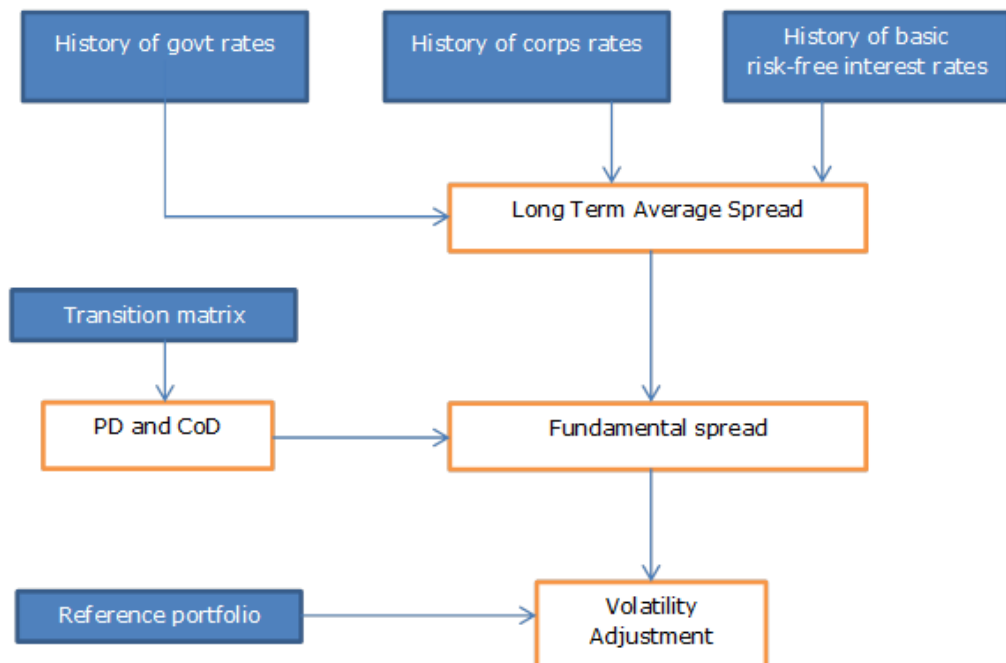 History of govt rates
History of corps rates
History of basic
risk-free interest rates
Long Term Average Spread
Transition matrix
PD and CoD
Fundamental spread
Reference portfolio
Volatility
Adjustment